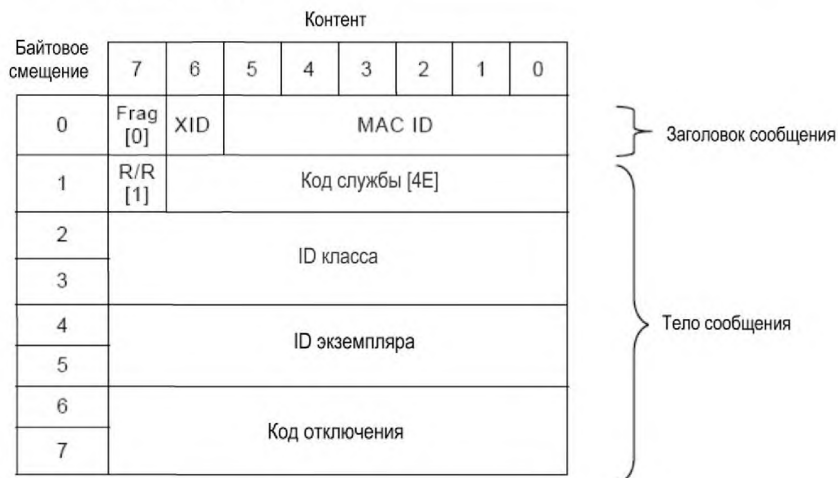 Контент
Байтовое
смещение
7 6 5 4 3 2 1 0
0 Frag
[0] XID MAC ID
Заголовок сообщения
1 R/R
[1] Код службы [4E]
2
ID класса
3
4
ID экземпляра
Тело сообщения
5
6
Код отключения
7